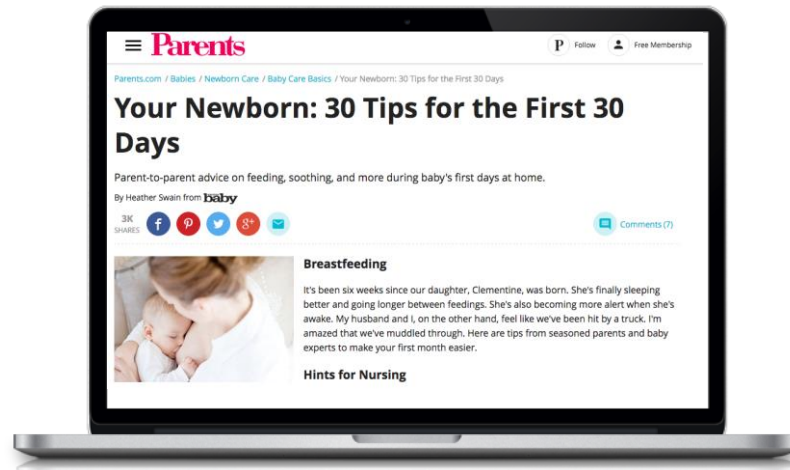 Parents
P Follow Free Membership
Parents.com / Babies / Newborn Care / Baby Care Basics / Your Newborn: 30 Tips for the First 30 Days
Your Newborn: 30 Tips for the First 30
Days
Parent-to-parent advice on feeding, soothing, and more during baby's first days at home.
By Heather Swain from baby
3K
SHARES
f
g+
Comments (7)
Breastfeeding
It's been six weeks since our daughter, Clementine, was born. She's finally sleeping
better and going longer between feedings. She's also becoming more alert when she's
awake. My husband and I, on the other hand, feel like we've been hit by a truck. I'm
amazed that we've muddled through. Here are tips from seasoned parents and baby
experts to make your first month easier.
Hints for Nursing